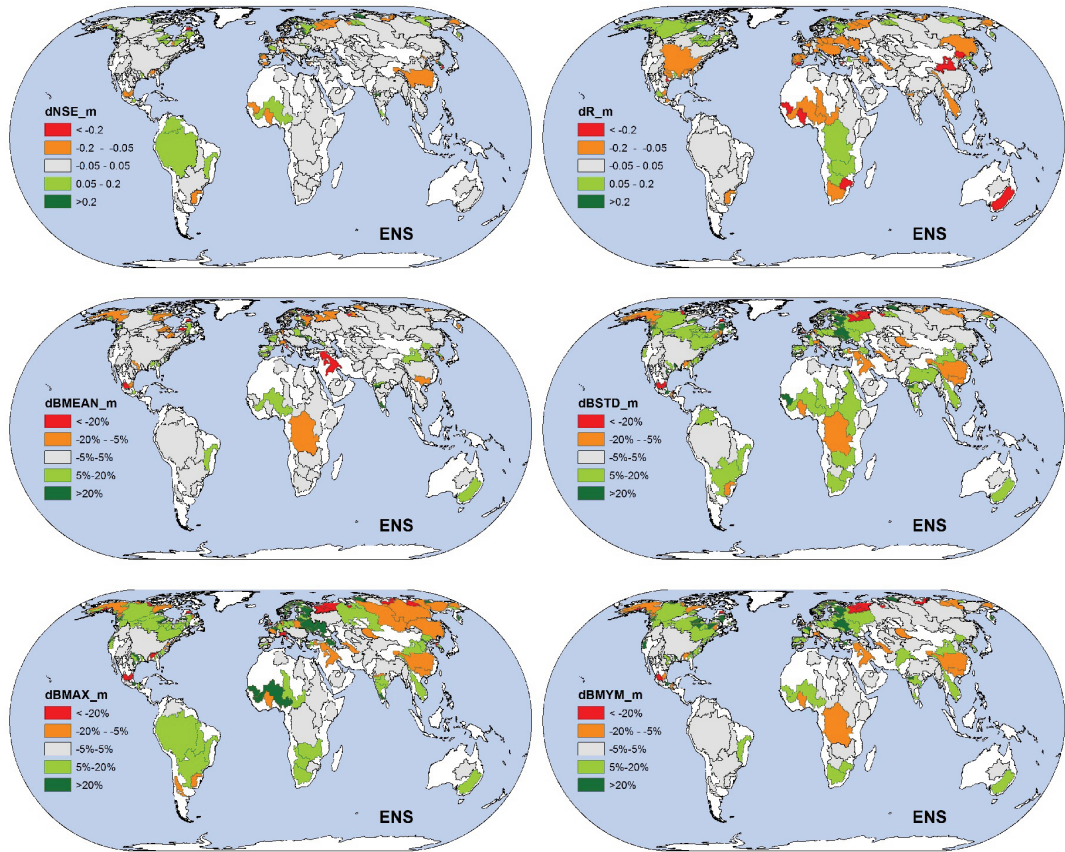 dNSE_m
< -0.2
-0.2 - -0.05
-0.05 - 0.05
0.05 - 0.2
>0.2
ENS
dR_m
< -0.2
-0.2 - -0.05
-0.05 - 0.05
0.05 - 0.2
>0.2
ENS
dBMEAN_m
< -20%
-20% - -5%
-5%-5%
5%-20%
>20%
ENS
dBSTD_m
< -20%
-20% - -5%
-5%-5%
5%-20%
>20%
ENS
dBMAX_m
< -20%
-20% - -5%
-5%-5%
5%-20%
>20%
ENS
dBMYM_m
< -20%
-20% - -5%
-5%-5%
5%-20%
>20%
ENS